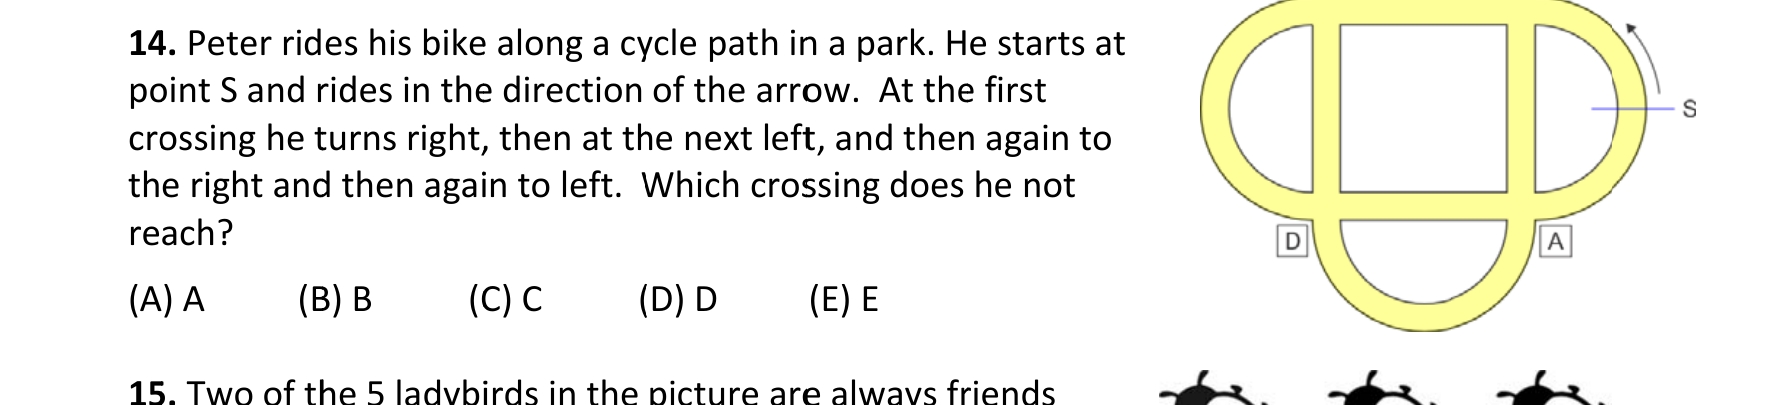 14. Peter rides his bike along a cycle path in a park. He starts at
point S and rides in the direction of the arrow.  At the first
crossing he turns right, then at the next left, and then again to
the right and then again to left.  Which crossing does he not
reach?
(A) A (B) B (C) C (D) D (E) E
S
D
A
15. Two of the 5 ladybirds in the picture are always friends